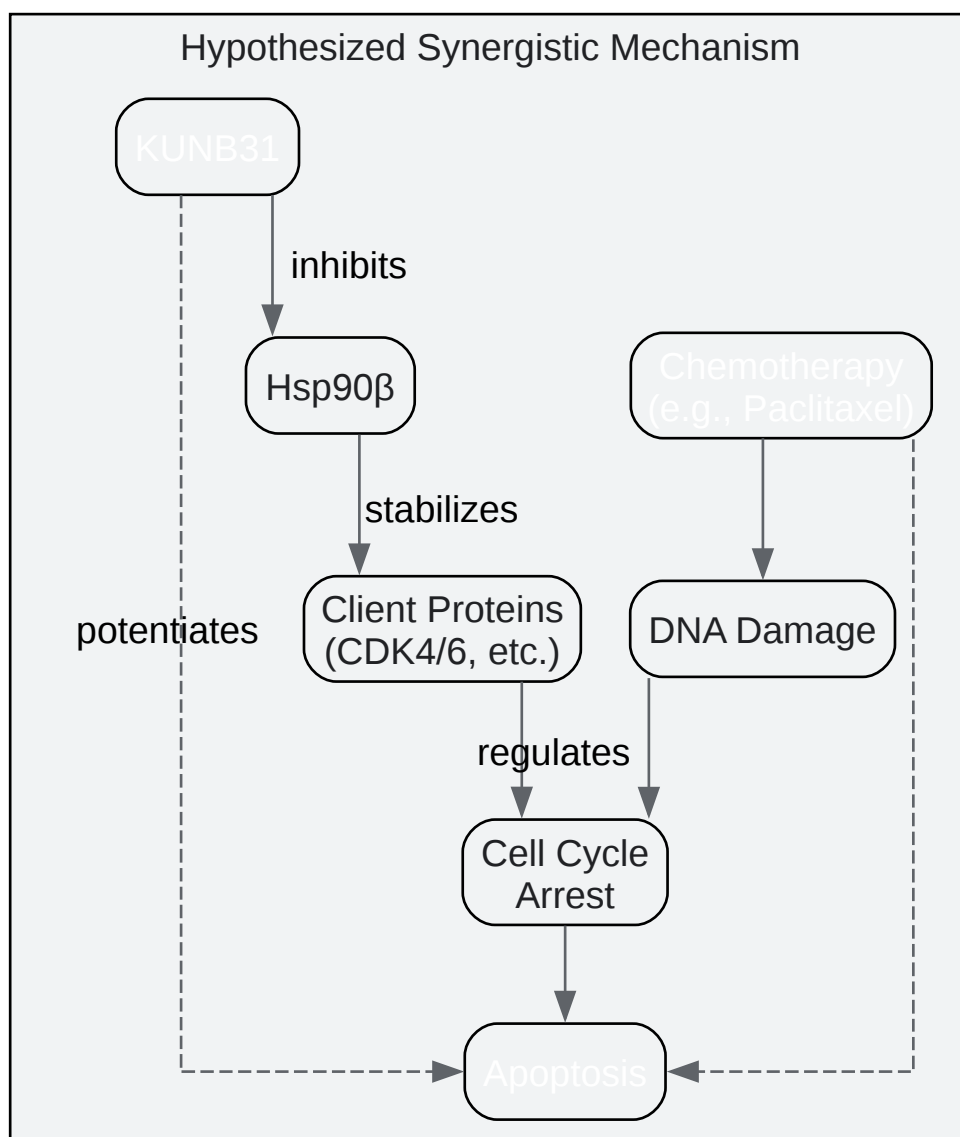 Hypothesized Synergistic Mechanism
KUNB31
inhibits
Hsp90β
Chemotherapy
(e.g., Paclitaxel)
stabilizes
Client Proteins
(CDK4/6, etc.)
DNA Damage
potentiates
regulates
Cell Cycle
Arrest
Apoptosis